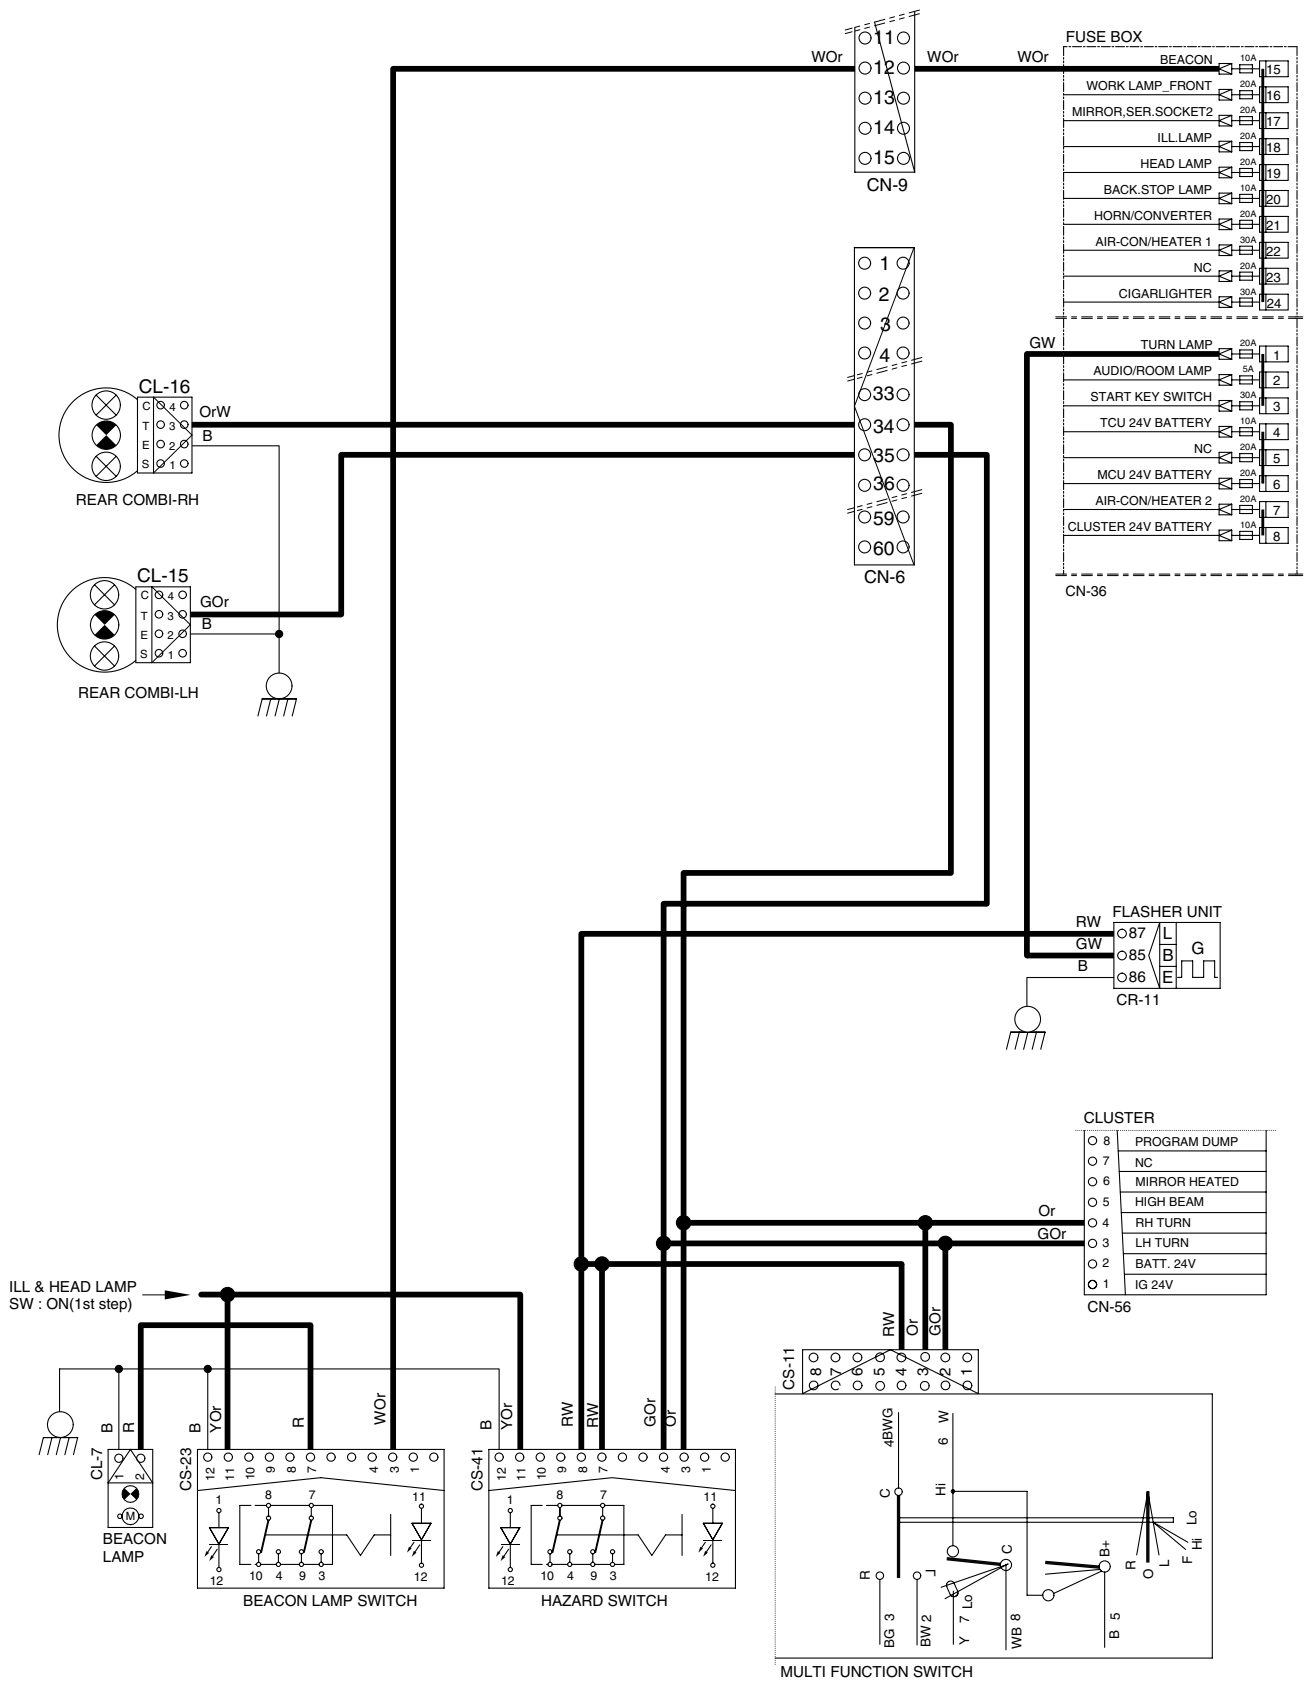 FUSE BOX
WOr
WOr
WOr
11
12
13
14
15
CN-9
BEACON 10A 15
WORK LAMP_FRONT 20A 16
MIRROR,SER.SOCKET2 20A 17
ILL.LAMP 20A 18
HEAD LAMP 20A 19
BACK.STOP LAMP 10A 20
HORN/CONVERTER 20A 21
AIR-CON/HEATER 1 30A 22
NC 20A 23
CIGARLIGHTER 30A 24
GW
TURN LAMP 20A 1
AUDIO/ROOM LAMP 5A 2
START KEY SWITCH 30A 3
TCU 24V BATTERY 10A 4
NC 20A 5
MCU 24V BATTERY 20A 6
AIR-CON/HEATER 2 20A 7
CLUSTER 24V BATTERY 10A 8
CN-36
1
2
3
4
33
34
35
36
59
60
CN-6
CL-16
C 4
T 3
E 2
S 1
OrW
B
REAR COMBI-RH
CL-15
C 4
T 3
E 2
S 1
GOr
B
REAR COMBI-LH
FLASHER UNIT
RW 87 L
GW 85 B
B 86 E
G
CR-11
CLUSTER
8 PROGRAM DUMP
7 NC
6 MIRROR HEATED
5 HIGH BEAM
Or 4 RH TURN
GOr 3 LH TURN
2 BATT. 24V
1 IG 24V
CN-56
ILL & HEAD LAMP
SW : ON(1st step)
B
R
CL-7
1 2
M
BEACON
LAMP
B
YOr
R
WOr
CS-23
12 11 10 9 8 7 4 3 1
1 8 7 11
12 10 4 9 3 12
BEACON LAMP SWITCH
B
YOr
RW
RW
GOr
Or
CS-41
12 11 10 9 8 7 4 3 1
1 8 7 11
12 10 4 9 3 12
HAZARD SWITCH
RW
Or
GOr
CS-11
8 7 6 5 4 3 2 1
4BWG
6 W
C
Hi
R
L
C
Lo
B+
R
O
L
F
Hi
Lo
BG 3
BW 2
Y 7
WB 8
B 5
MULTI FUNCTION SWITCH